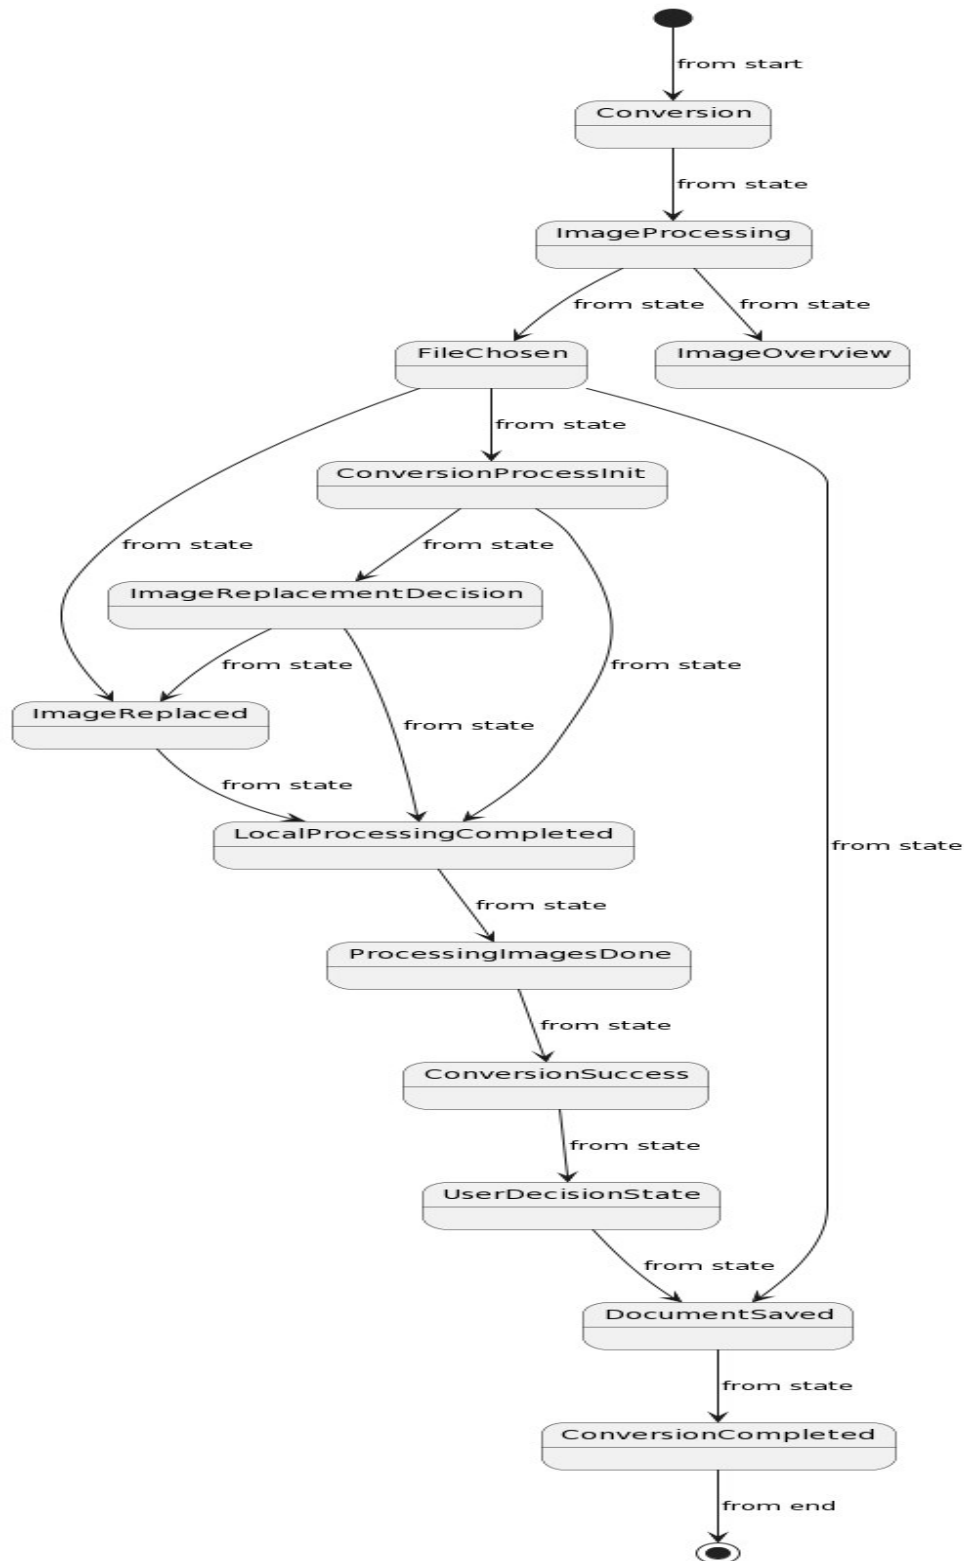 from start
Conversion
from state
ImageProcessing
from state
from state
FileChosen
ImageOverview
from state
ConversionProcessInit
from state
from state
ImageReplacementDecision
from state
from state
ImageReplaced
from state
from state
LocalProcessingCompleted
from state
from state
ProcessingImagesDone
from state
ConversionSuccess
from state
UserDecisionState
from state
DocumentSaved
from state
ConversionCompleted
from end